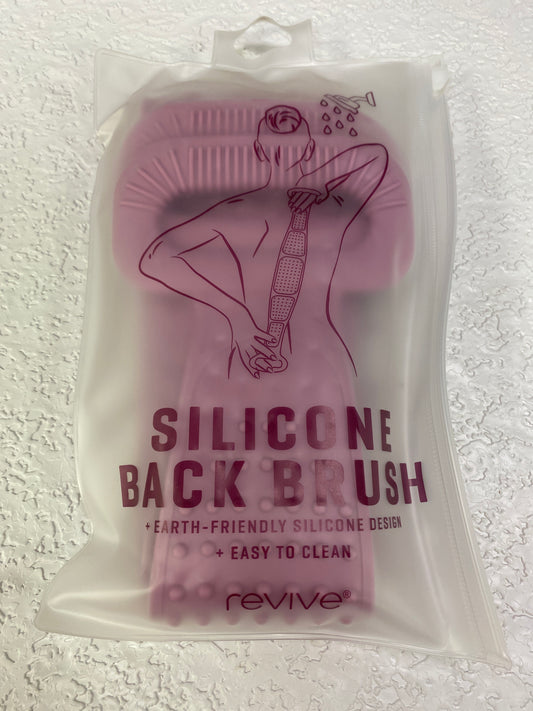 SILICONE
BACK BRUSH
+ EARTH-FRIENDLY SILICONE DESIGN
+ EASY TO CLEAN
revive®